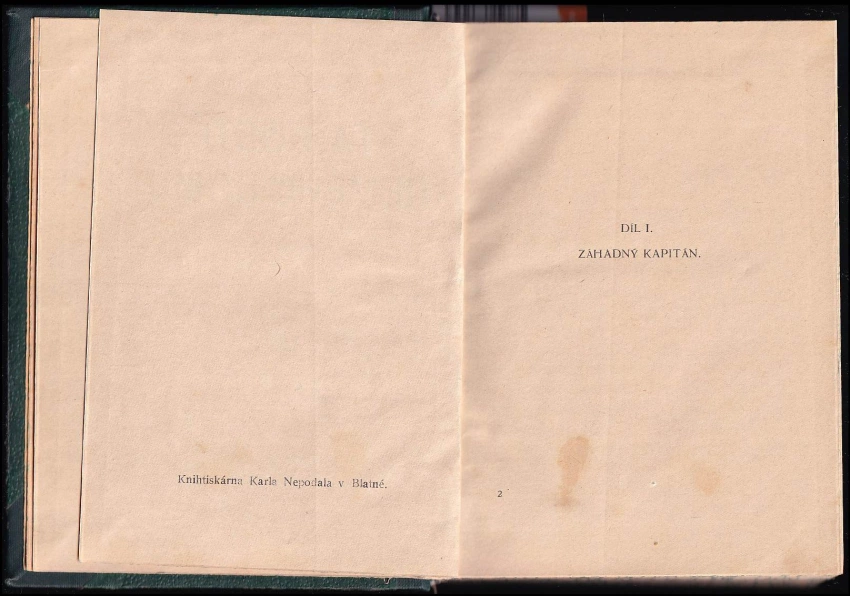 Knihtiskárna Karla Nepodala v Blatné.
DÍL I.
ZÁHADNÝ KAPITÁN.
2